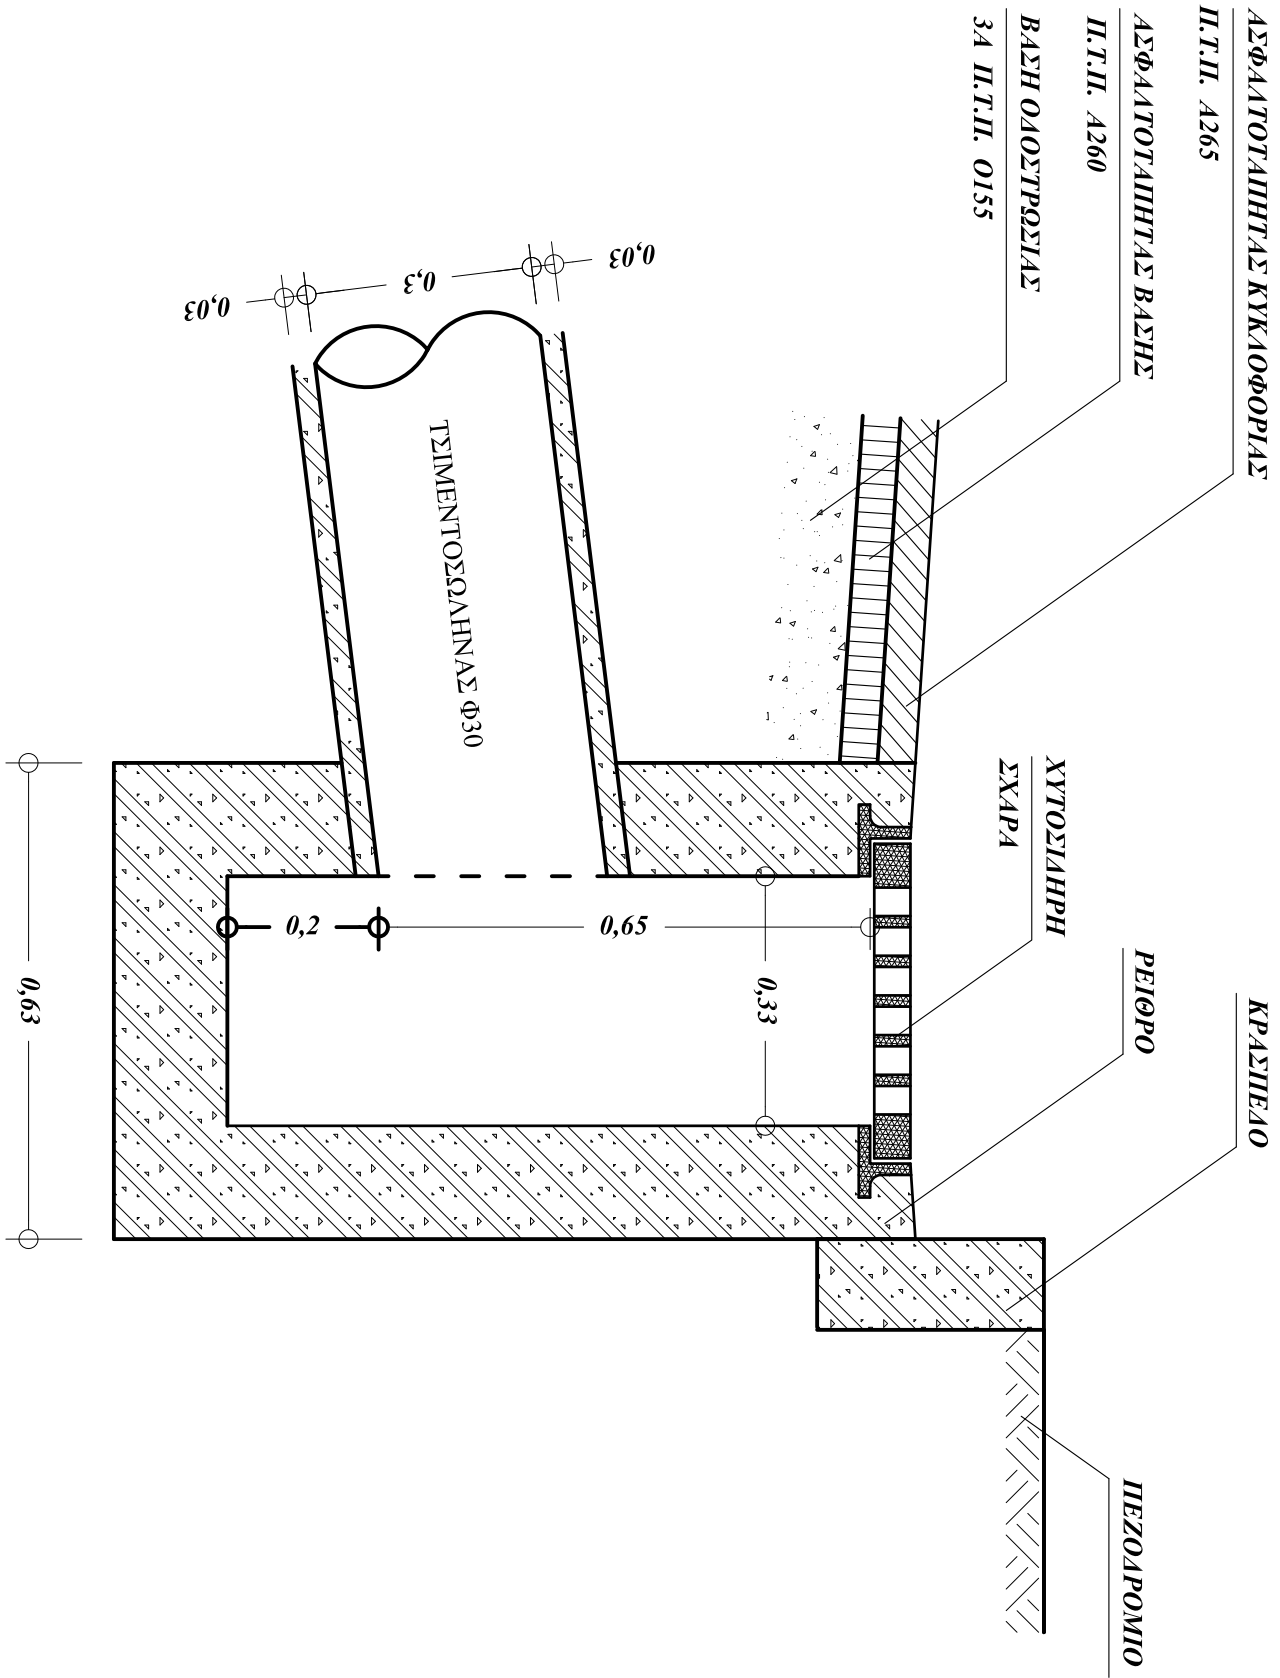 ΑΣΦΑΛΤΟΤΑΠΗΤΑΣ ΚΥΚΛΟΦΟΡΙΑΣ
Π.Τ.Π. Α265
ΑΣΦΑΛΤΟΤΑΠΗΤΑΣ ΒΑΣΗΣ
Π.Τ.Π. Α260
ΒΑΣΗ ΟΔΟΣΤΡΩΣΙΑΣ
3Α Π.Τ.Π. Ο155
ΧΥΤΟΣΙΔΗΡΗ
ΣΧΑΡΑ
ΡΕΙΘΡΟ
ΚΡΑΣΠΕΔΟ
ΠΕΖΟΔΡΟΜΙΟ
0,03
0,3
0,03
ΤΣΙΜΕΝΤΟΣΩΛΗΝΑΣ Φ30
0,65
0,2
0,33
0,63